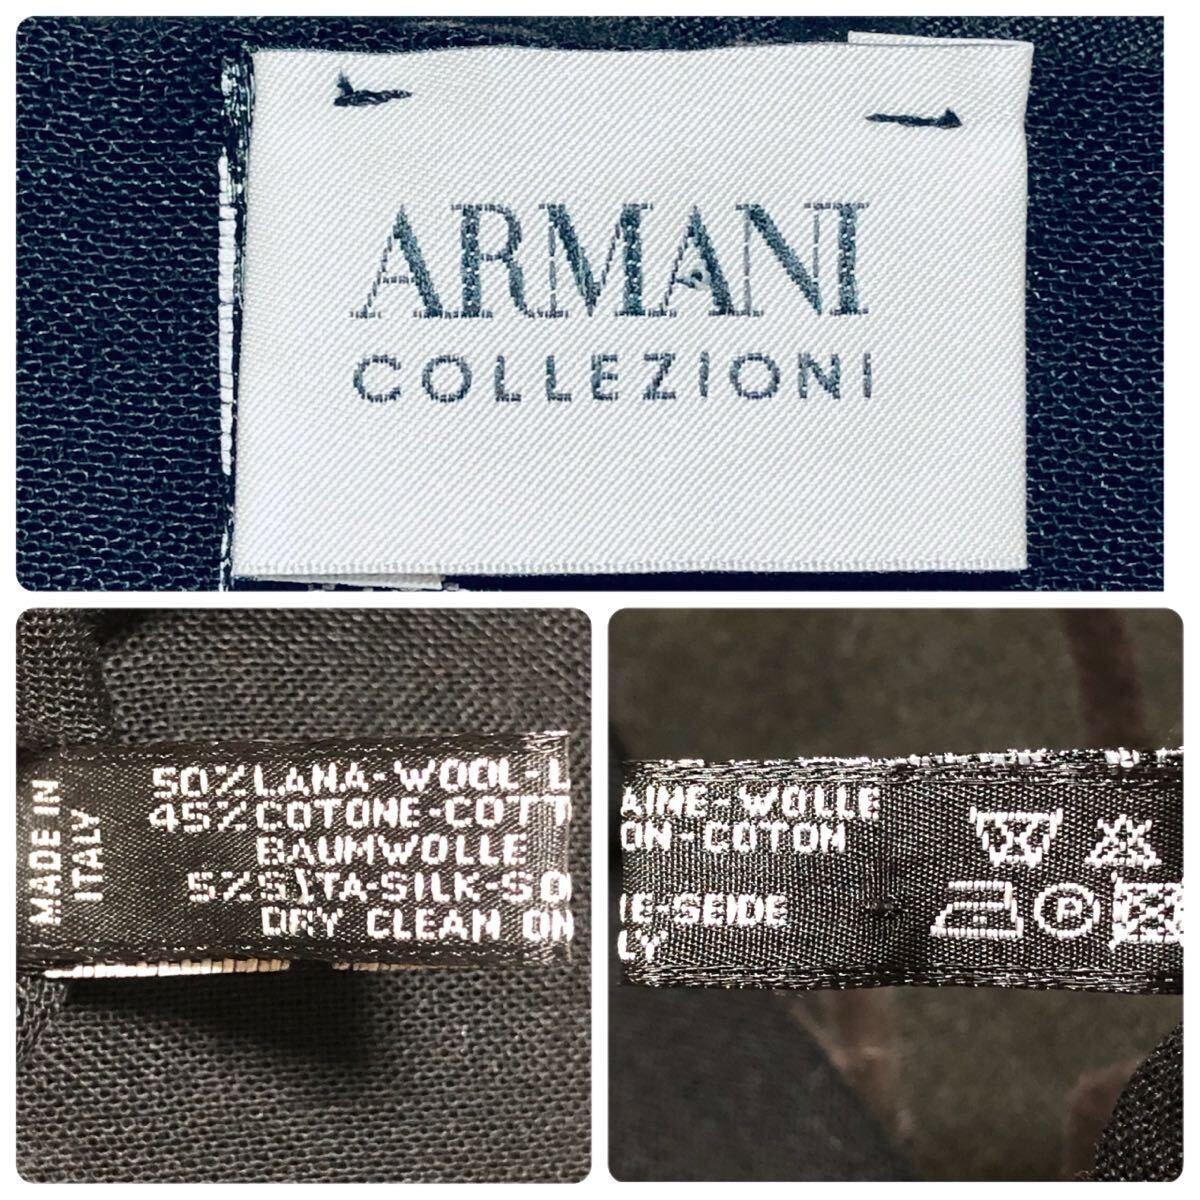 ARMANI
COLLEZIONI
MADE IN
ITALY
50%LANA-WOOL-L
45%COTONE-COTT
BAUMWOLLE
5%SETA-SILK-SO
DRY CLEAN ON
AINE-WOLLE
ON-COTON
IE-SEIDE
LY
P